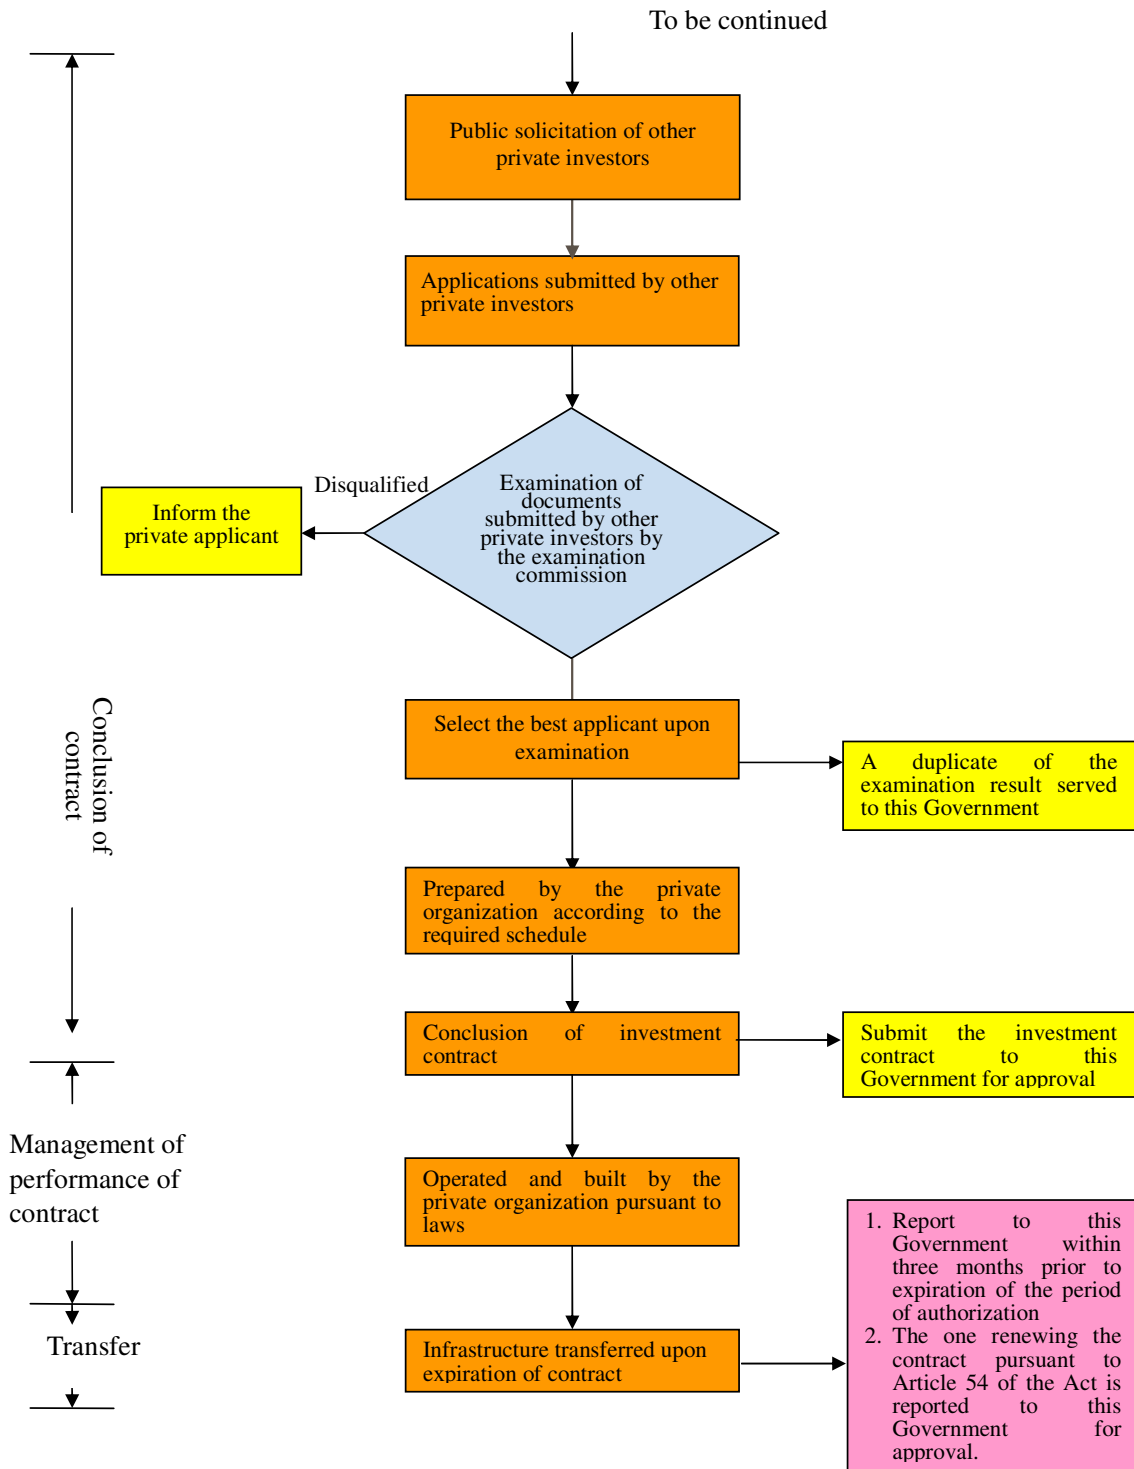 To be continued
Public solicitation of other
private investors
Applications submitted by other
private investors
Disqualified
Examination of
documents
submitted by other
private investors by
the examination
commission
Inform the
private applicant
Conclusion of
contract
Select the best applicant upon
examination
A duplicate of the
examination result served
to this Government
Prepared by the private
organization according to the
required schedule
Conclusion of investment
contract
Submit the investment
contract to this
Government for approval
Management of
performance of
contract
Operated and built by the
private organization pursuant to
laws
1. Report to this
Government within
three months prior to
expiration of the period
of authorization
2. The one renewing the
contract pursuant to
Article 54 of the Act is
reported to this
Government for
approval.
Transfer
Infrastructure transferred upon
expiration of contract